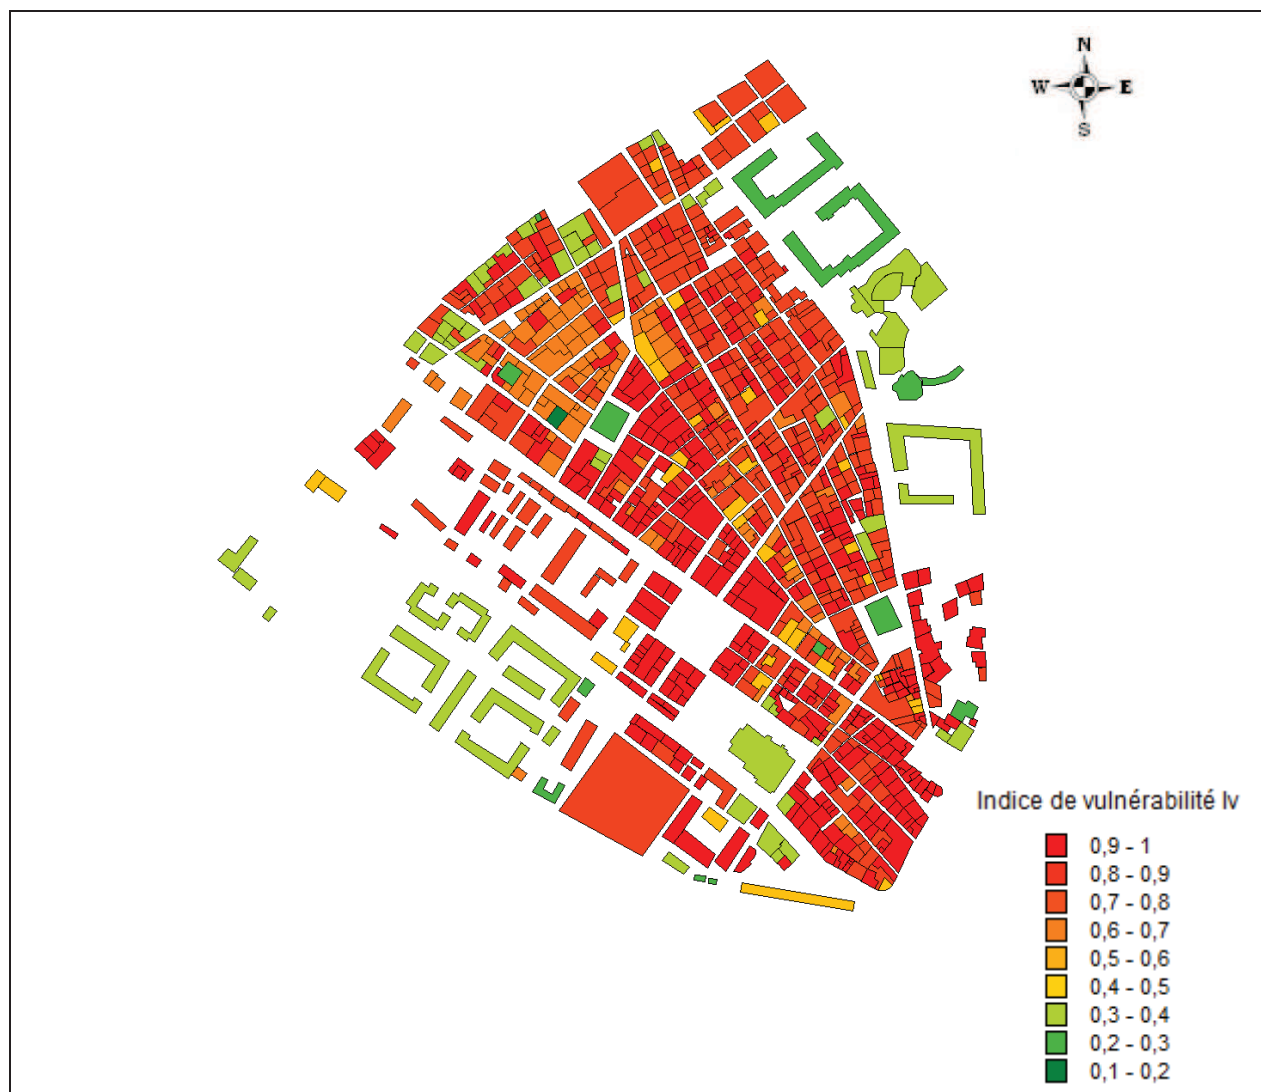 N
W E
S
Indice de vulnérabilité Iv
0,9 - 1
0,8 - 0,9
0,7 - 0,8
0,6 - 0,7
0,5 - 0,6
0,4 - 0,5
0,3 - 0,4
0,2 - 0,3
0,1 - 0,2